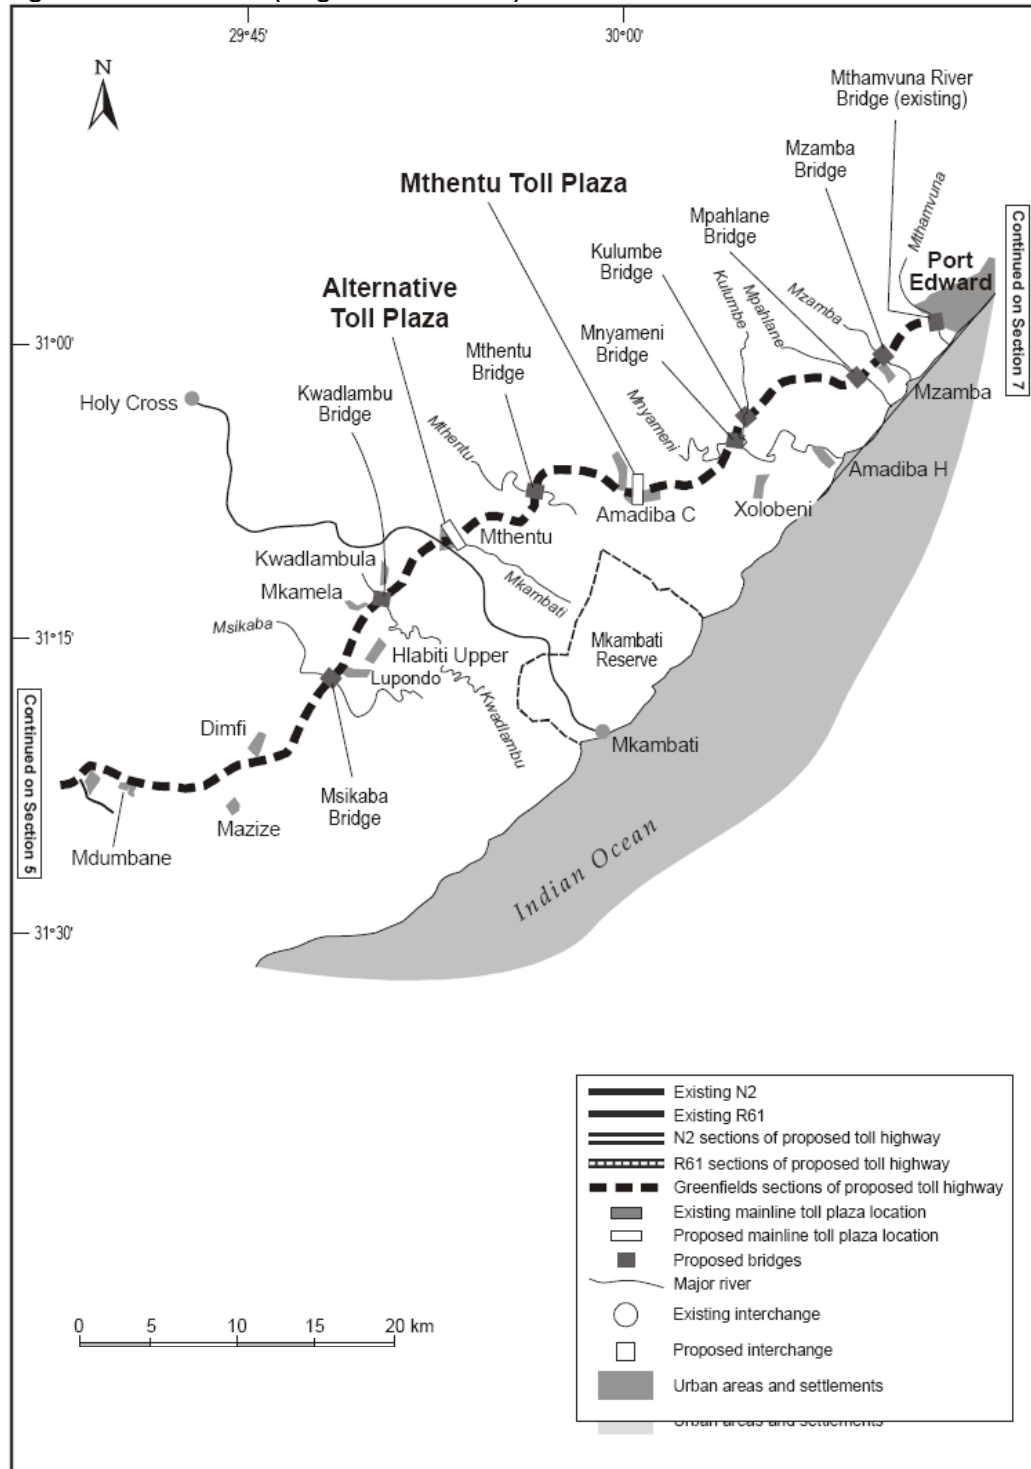 29°45'
30°00'
N
Mthamvuna River
Bridge (existing)
Mzamba
Bridge
Mthentu Toll Plaza
Mthamvuna
Mpahlane
Bridge
Continued on Section 7
Kulumbe
Bridge
Port
Edward
Alternative
Toll Plaza
Kulumbe
Mpahlane
Mzamba
Mnyameni
Bridge
31°00'
Mthentu
Bridge
Kwadlambu
Bridge
Holy Cross
Mzamba
Mthentu
Mnyameni
Amadiba H
Xolobeni
Amadiba C
Mthentu
Kwadlambula
Mkamela
Mkambati
Msikaba
31°15'
Mkambati
Reserve
Hlabiti Upper
Lupondo
Kwadlambu
Continued on Section 5
Dimfi
Mkambati
Msikaba
Bridge
Mazize
Mdumbane
Indian Ocean
31°30'
Existing N2
Existing R61
N2 sections of proposed toll highway
R61 sections of proposed toll highway
Greenfields sections of proposed toll highway
Existing mainline toll plaza location
Proposed mainline toll plaza location
Proposed bridges
Major river
Existing interchange
Proposed interchange
Urban areas and settlements
Urban areas and settlements
0 5 10 15 20 km